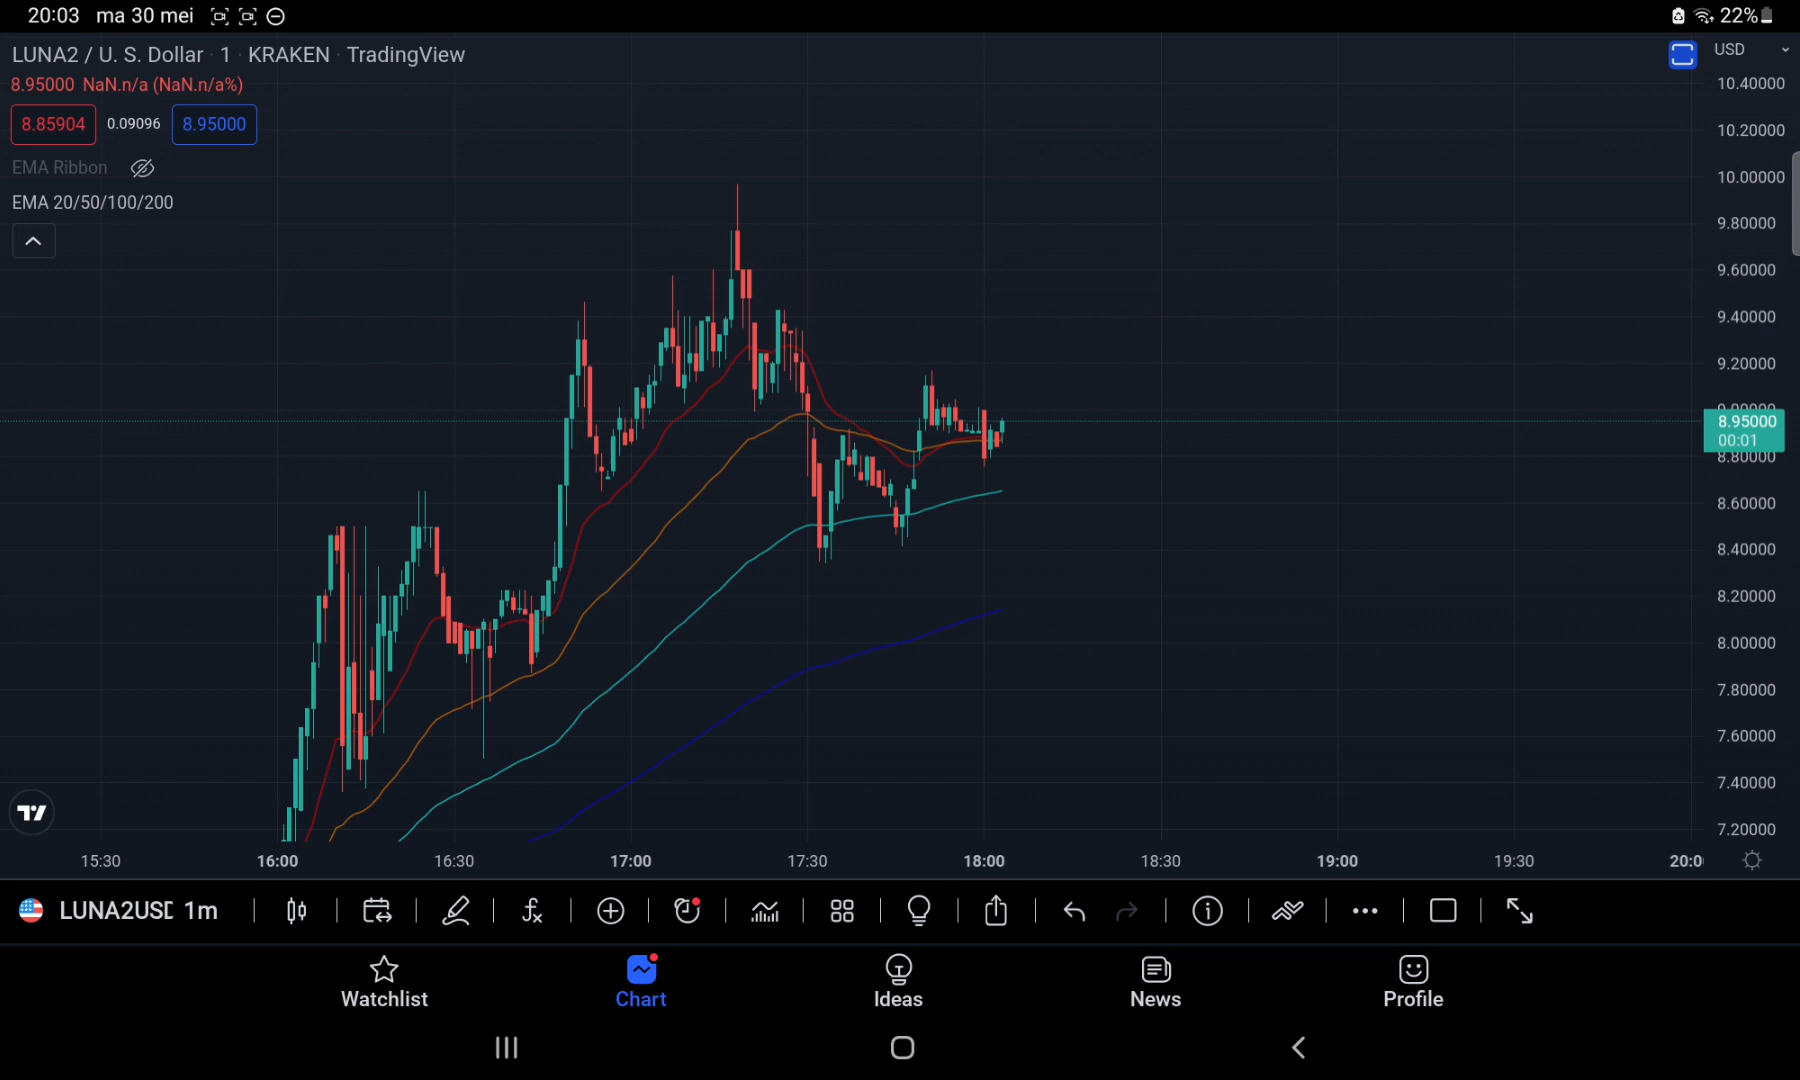 20:03 ma 30 mei
22%
LUNA2 / U. S. Dollar · 1 · KRAKEN · TradingView
8.95000 NaN.n/a (NaN.n/a%)
8.85904 0.09096 8.95000
EMA Ribbon
EMA 20/50/100/200
USD
10.40000
10.20000
10.00000
9.80000
9.60000
9.40000
9.20000
9.00000
8.95000
00:01
8.80000
8.60000
8.40000
8.20000
8.00000
7.80000
7.60000
7.40000
7.20000
15:30 16:00 16:30 17:00 17:30 18:00 18:30 19:00 19:30 20:0
LUNA2USD 1m
Watchlist Chart Ideas News Profile